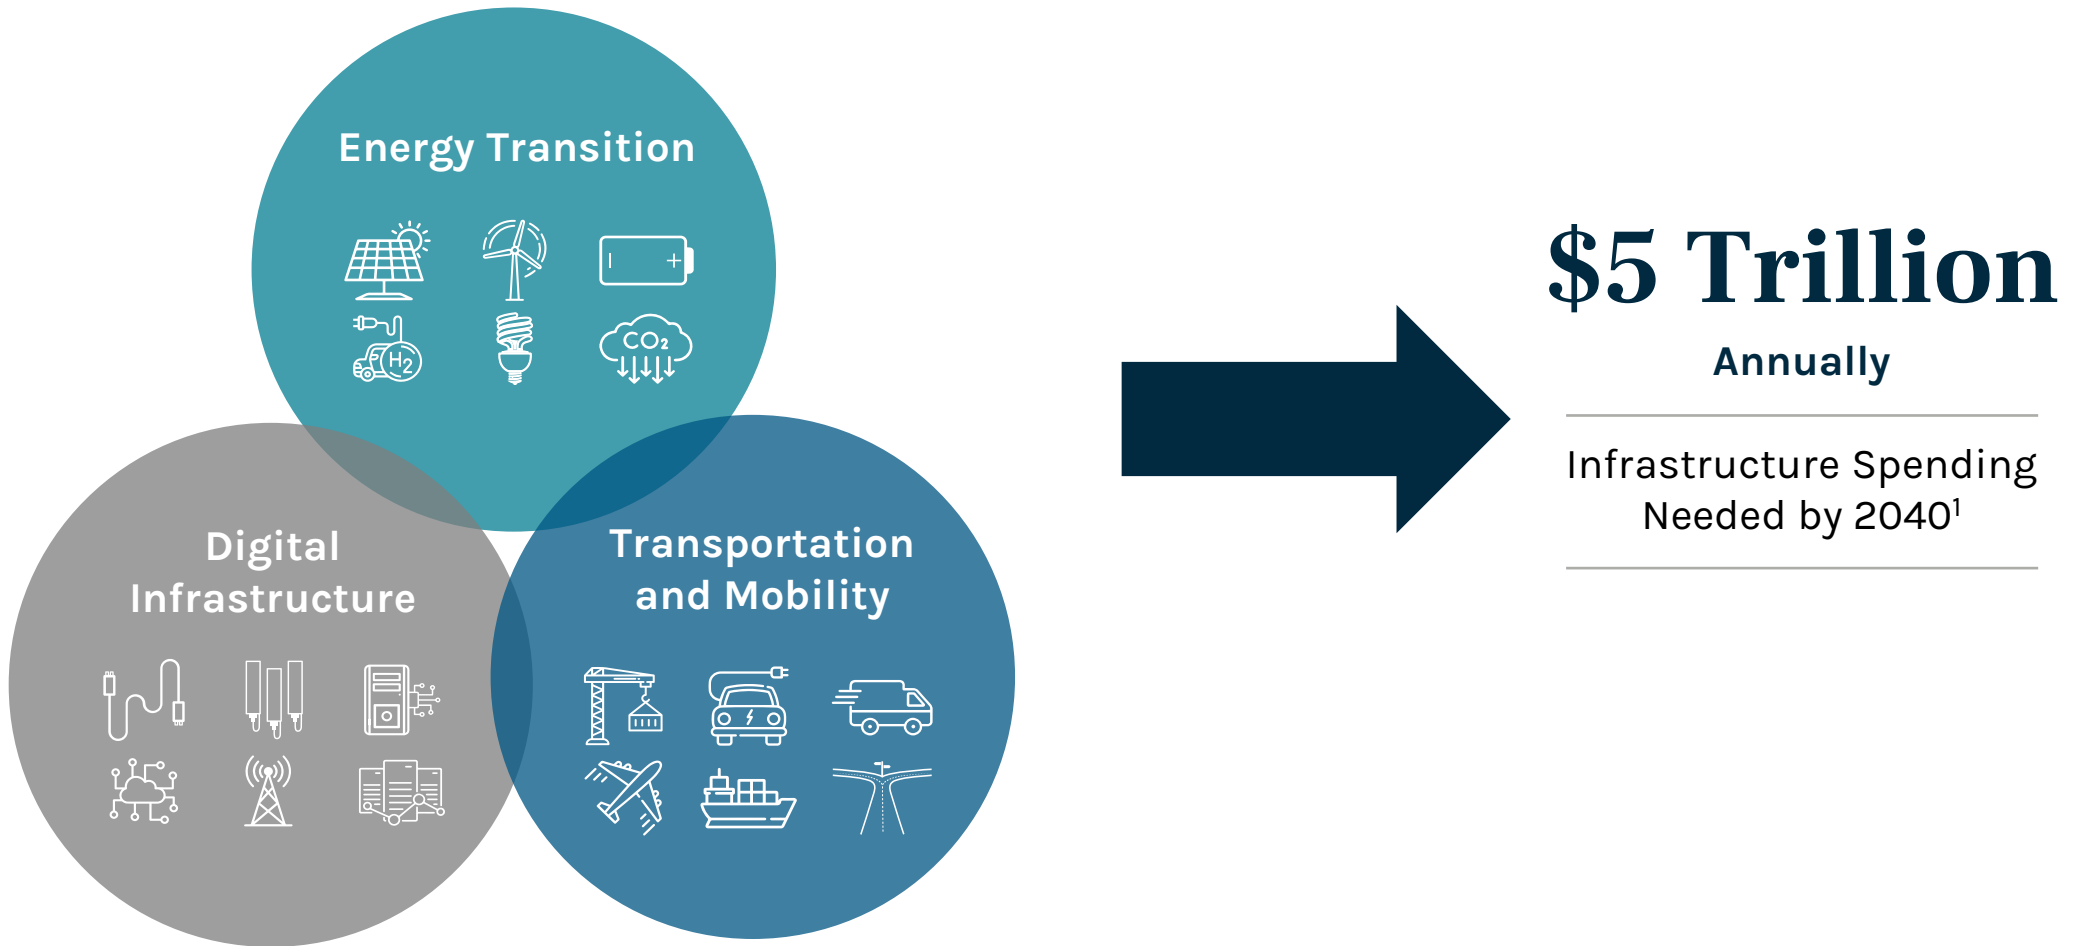 Energy Transition
H2
CO2
Digital
Infrastructure
Transportation
and Mobility
$5 Trillion
Annually
Infrastructure Spending
Needed by 2040¹